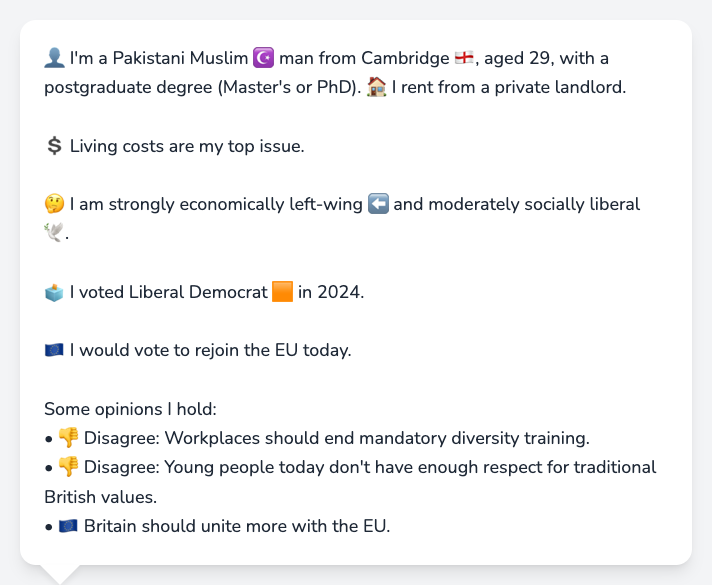 👤 I'm a Pakistani Muslim ☪️ man from Cambridge 🏴󠁧󠁢󠁥󠁮󠁧󠁿, aged 29, with a
postgraduate degree (Master's or PhD). 🏠 I rent from a private landlord.
💲 Living costs are my top issue.
🤔 I am strongly economically left-wing ⬅️ and moderately socially liberal
🕊️.
🗳️ I voted Liberal Democrat 🟧 in 2024.
🇪🇺 I would vote to rejoin the EU today.
Some opinions I hold:
• 👎 Disagree: Workplaces should end mandatory diversity training.
• 👎 Disagree: Young people today don't have enough respect for traditional
British values.
• 🇪🇺 Britain should unite more with the EU.